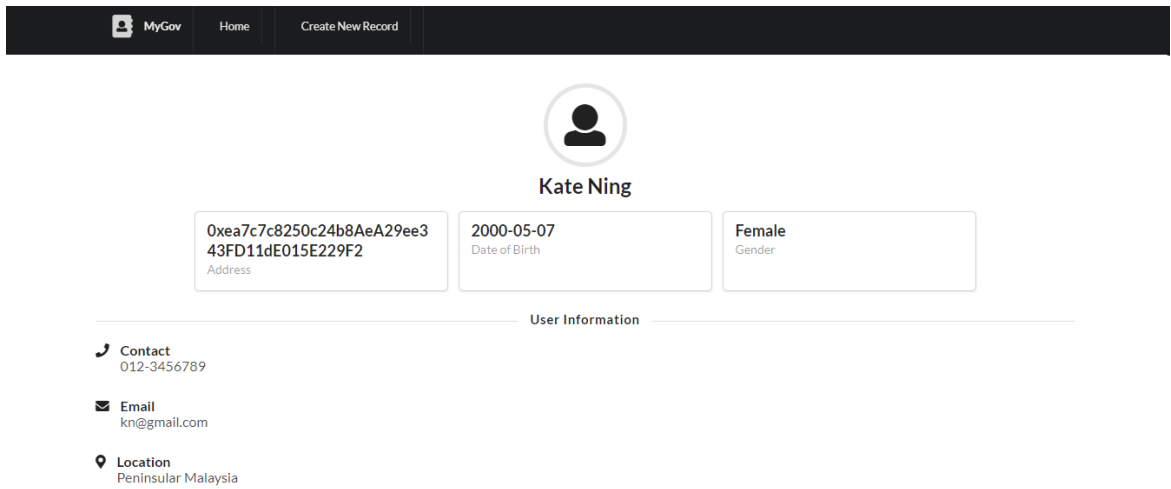 MyGov Home Create New Record
Kate Ning
0xea7c7c8250c24b8AeA29ee3
43FD11dE015E229F2
Address
2000-05-07
Date of Birth
Female
Gender
User Information
Contact
012-3456789
Email
kn@gmail.com
Location
Peninsular Malaysia